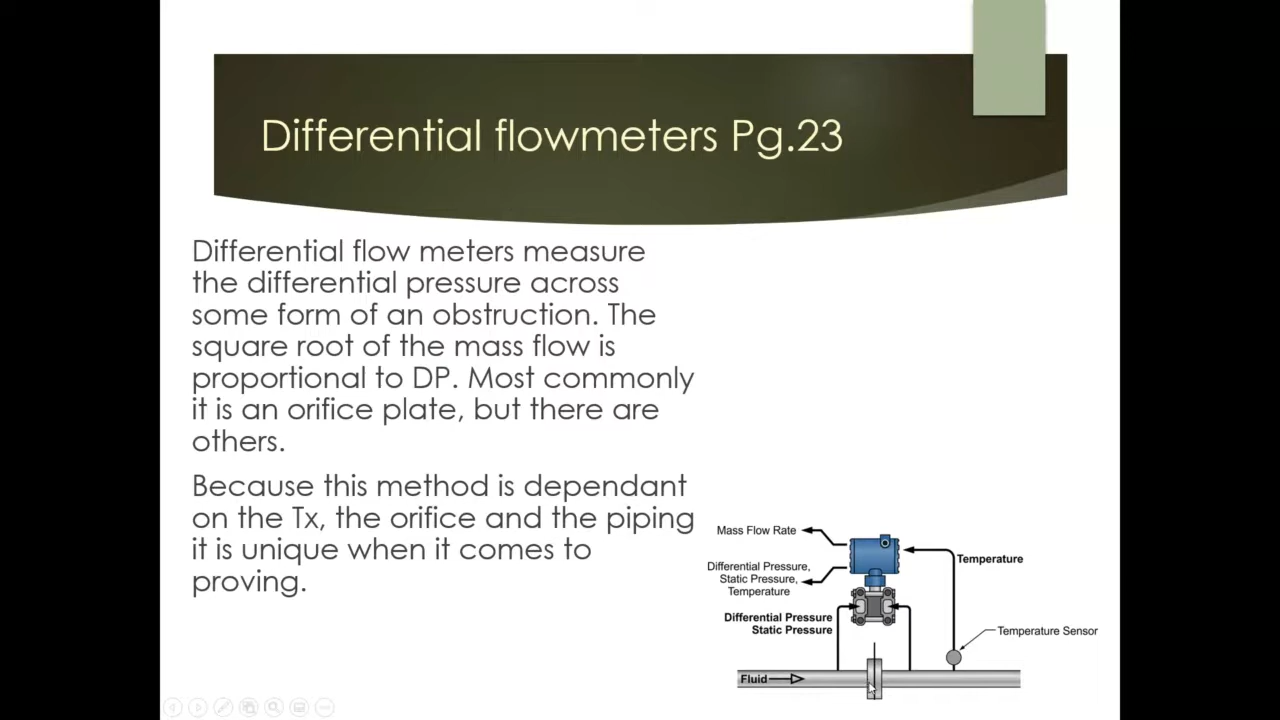 Differential flowmeters Pg.23
Differential flow meters measure
the differential pressure across
some form of an obstruction. The
square root of the mass flow is
proportional to DP. Most commonly
it is an orifice plate, but there are
others.
Because this method is dependant
on the Tx, the orifice and the piping
it is unique when it comes to
proving.
Mass Flow Rate
Differential Pressure,
Static Pressure,
Temperature
Temperature
Differential Pressure
Static Pressure
Temperature Sensor
Fluid